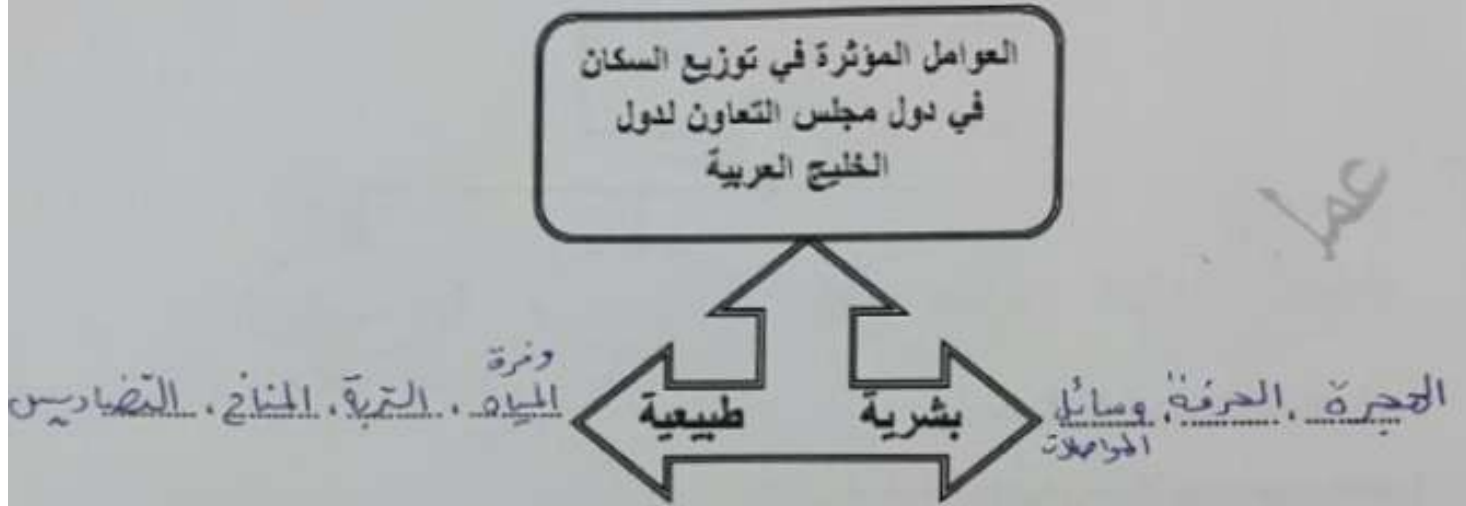 العوامل المؤثرة في توزيع السكان
في دول مجلس التعاون لدول
الخليج العربية
عمل
بشرية
الهجرة . الحرفة . وسائل
المواصلات
طبيعية
وفرة
المياه . التربة . المناخ . التضاريس